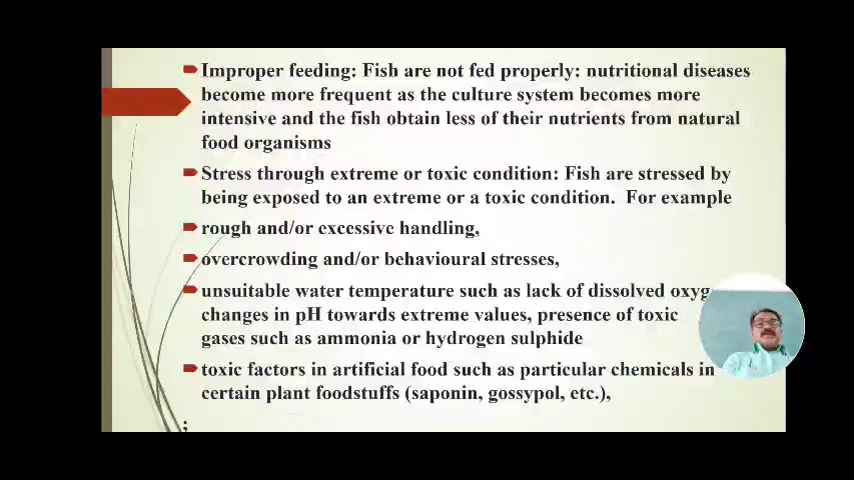 Improper feeding: Fish are not fed properly: nutritional diseases
become more frequent as the culture system becomes more
intensive and the fish obtain less of their nutrients from natural
food organisms
Stress through extreme or toxic condition: Fish are stressed by
being exposed to an extreme or a toxic condition. For example
rough and/or excessive handling,
overcrowding and/or behavioural stresses,
unsuitable water temperature such as lack of dissolved
changes in pH towards extreme values, presence of toxic
gases such as ammonia or hydrogen sulphide
toxic factors in artificial food such as particular chemicals in
certain plant foodstuffs (saponin, gossypol, etc.),
;